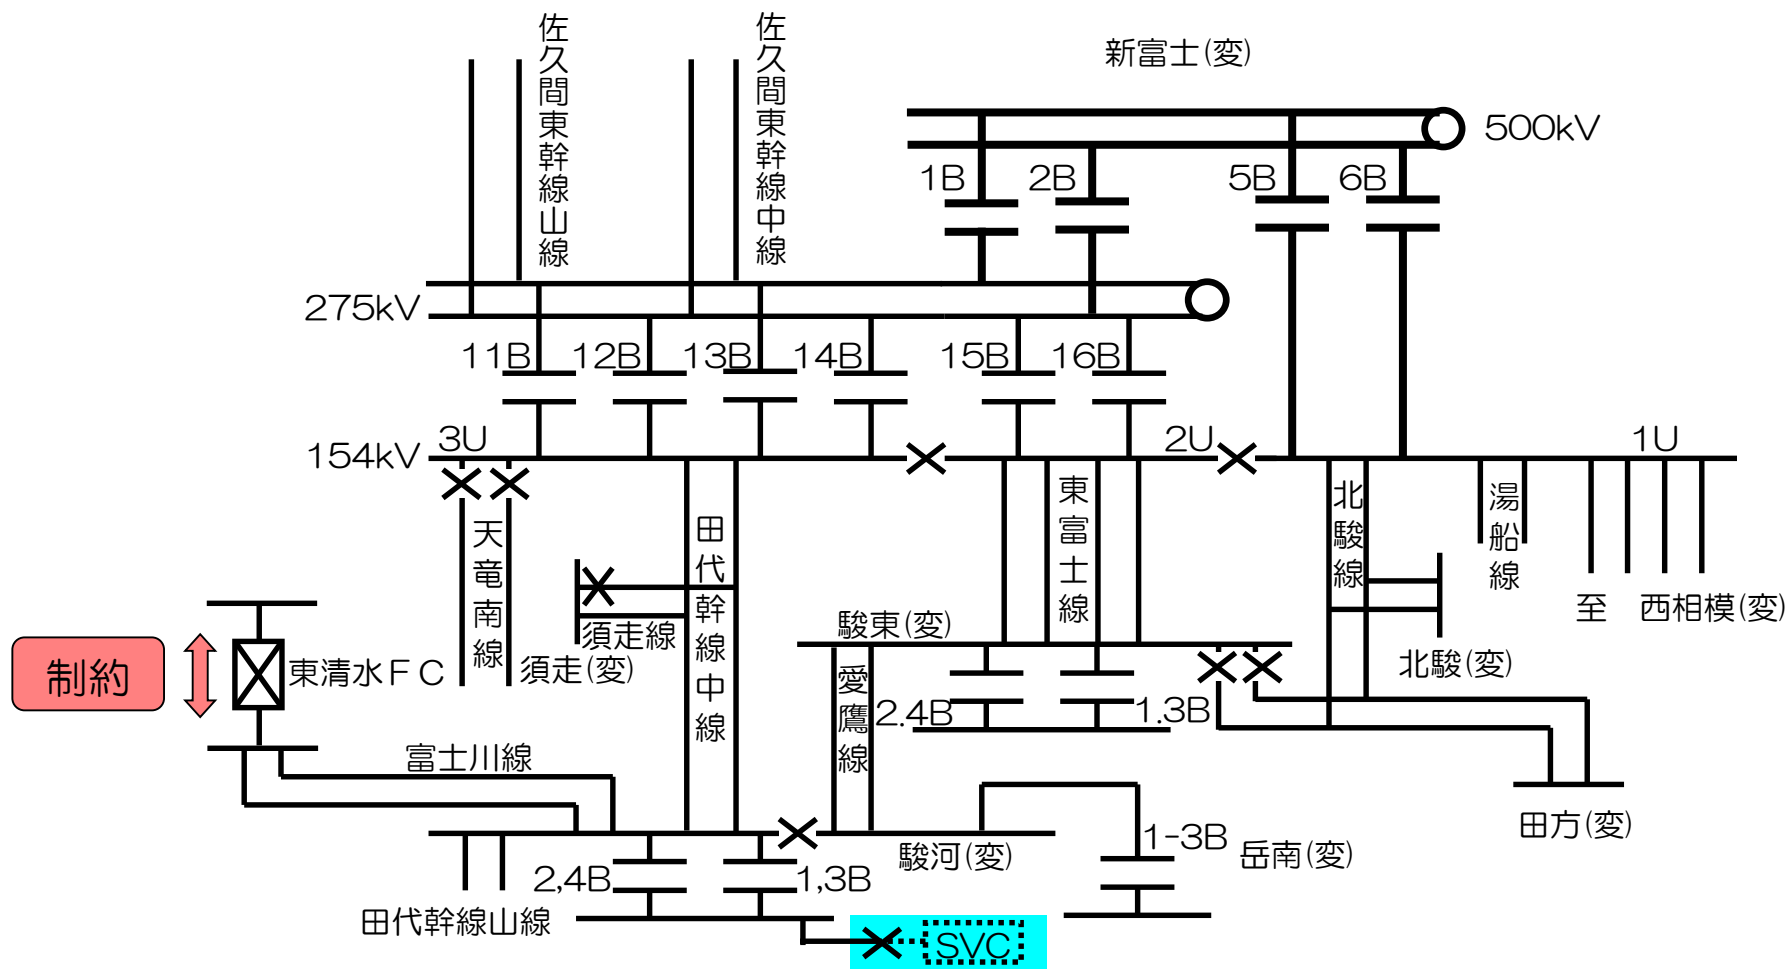 佐久間東幹線山線
佐久間東幹線中線
新富士(変)
500kV
1B
2B
5B
6B
275kV
11B
12B
13B
14B
15B
16B
154kV
3U
2U
1U
天竜南線
田代幹線中線
東富士線
北駿線
湯船線
至 西相模(変)
須走線
須走(変)
駿東(変)
北駿(変)
制約
東清水FC
愛鷹線
2.4B
1.3B
富士川線
田方(変)
駿河(変)
1-3B
岳南(変)
2,4B
1,3B
田代幹線山線
SVC